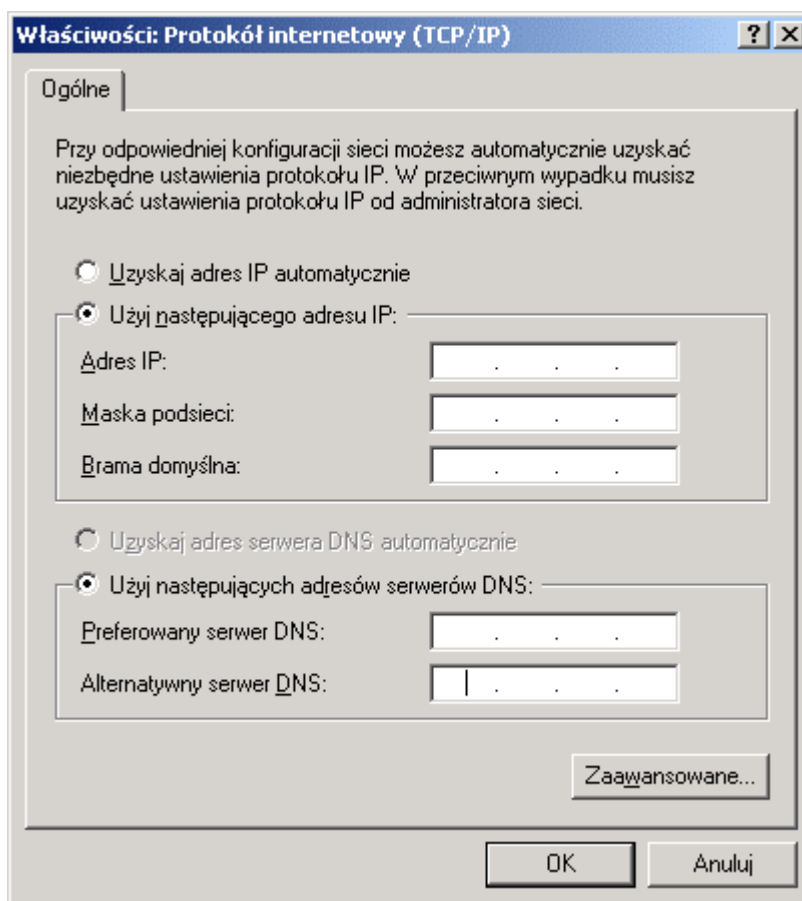 Właściwości: Protokół internetowy (TCP/IP)
Ogólne
Przy odpowiedniej konfiguracji sieci możesz automatycznie uzyskać
niezbędne ustawienia protokołu IP. W przeciwnym wypadku musisz
uzyskać ustawienia protokołu IP od administratora sieci.
Uzyskaj adres IP automatycznie
Użyj następującego adresu IP:
Adres IP:
Maska podsieci:
Brama domyślna:
Uzyskaj adres serwera DNS automatycznie
Użyj następujących adresów serwerów DNS:
Preferowany serwer DNS:
Alternatywny serwer DNS:
Zaawansowane...
OK Anuluj